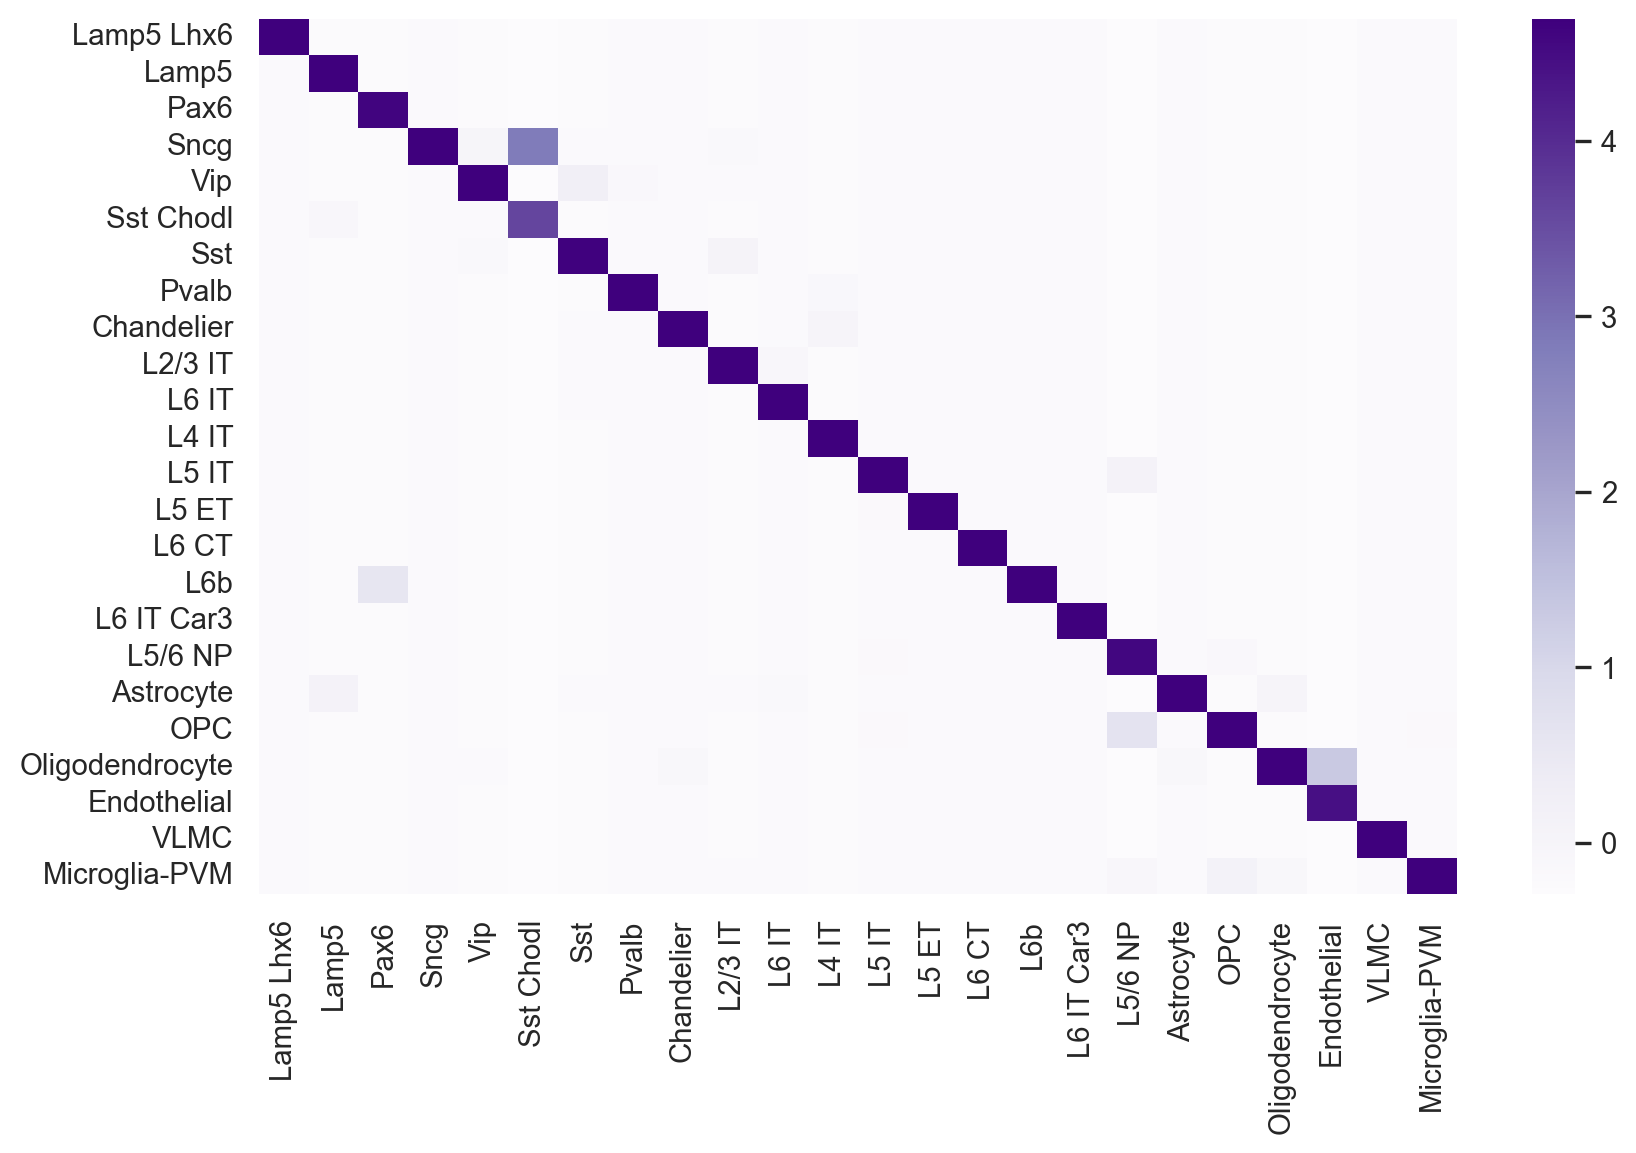 Lamp5 Lhx6
Lamp5
Pax6
Sncg
Vip
Sst Chodl
Sst
Pvalb
Chandelier
L2/3 IT
L6 IT
L4 IT
L5 IT
L5 ET
L6 CT
L6b
L6 IT Car3
L5/6 NP
Astrocyte
OPC
Oligodendrocyte
Endothelial
VLMC
Microglia-PVM
Lamp5 Lhx6
Lamp5
Pax6
Sncg
Vip
Sst Chodl
Sst
Pvalb
Chandelier
L2/3 IT
L6 IT
L4 IT
L5 IT
L5 ET
L6 CT
L6b
L6 IT Car3
L5/6 NP
Astrocyte
OPC
Oligodendrocyte
Endothelial
VLMC
Microglia-PVM
4
3
2
1
0